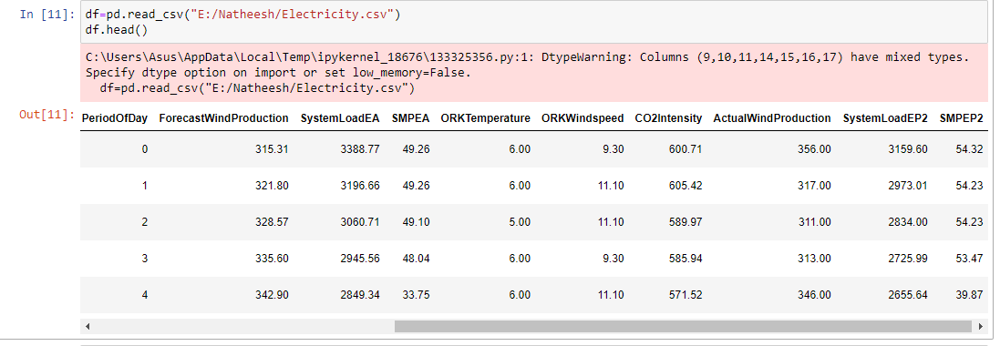 In [11]: df=pd.read_csv("E:/Natheesh/Electricity.csv")
df.head()
C:\Users\Asus\AppData\Local\Temp\ipykernel_18676\133325356.py:1: DtypeWarning: Columns (9,10,11,14,15,16,17) have mixed types.
Specify dtype option on import or set low_memory=False.
df=pd.read_csv("E:/Natheesh/Electricity.csv")
Out[11]: PeriodOfDay ForecastWindProduction SystemLoadEA SMPEA ORKTemperature ORKWindspeed CO2Intensity ActualWindProduction SystemLoadEP2 SMPEP2
0 315.31 3388.77 49.26 6.00 9.30 600.71 356.00 3159.60 54.32
1 321.80 3196.66 49.26 6.00 11.10 605.42 317.00 2973.01 54.23
2 328.57 3060.71 49.10 5.00 11.10 589.97 311.00 2834.00 54.23
3 335.60 2945.56 48.04 6.00 9.30 585.94 313.00 2725.99 53.47
4 342.90 2849.34 33.75 6.00 11.10 571.52 346.00 2655.64 39.87